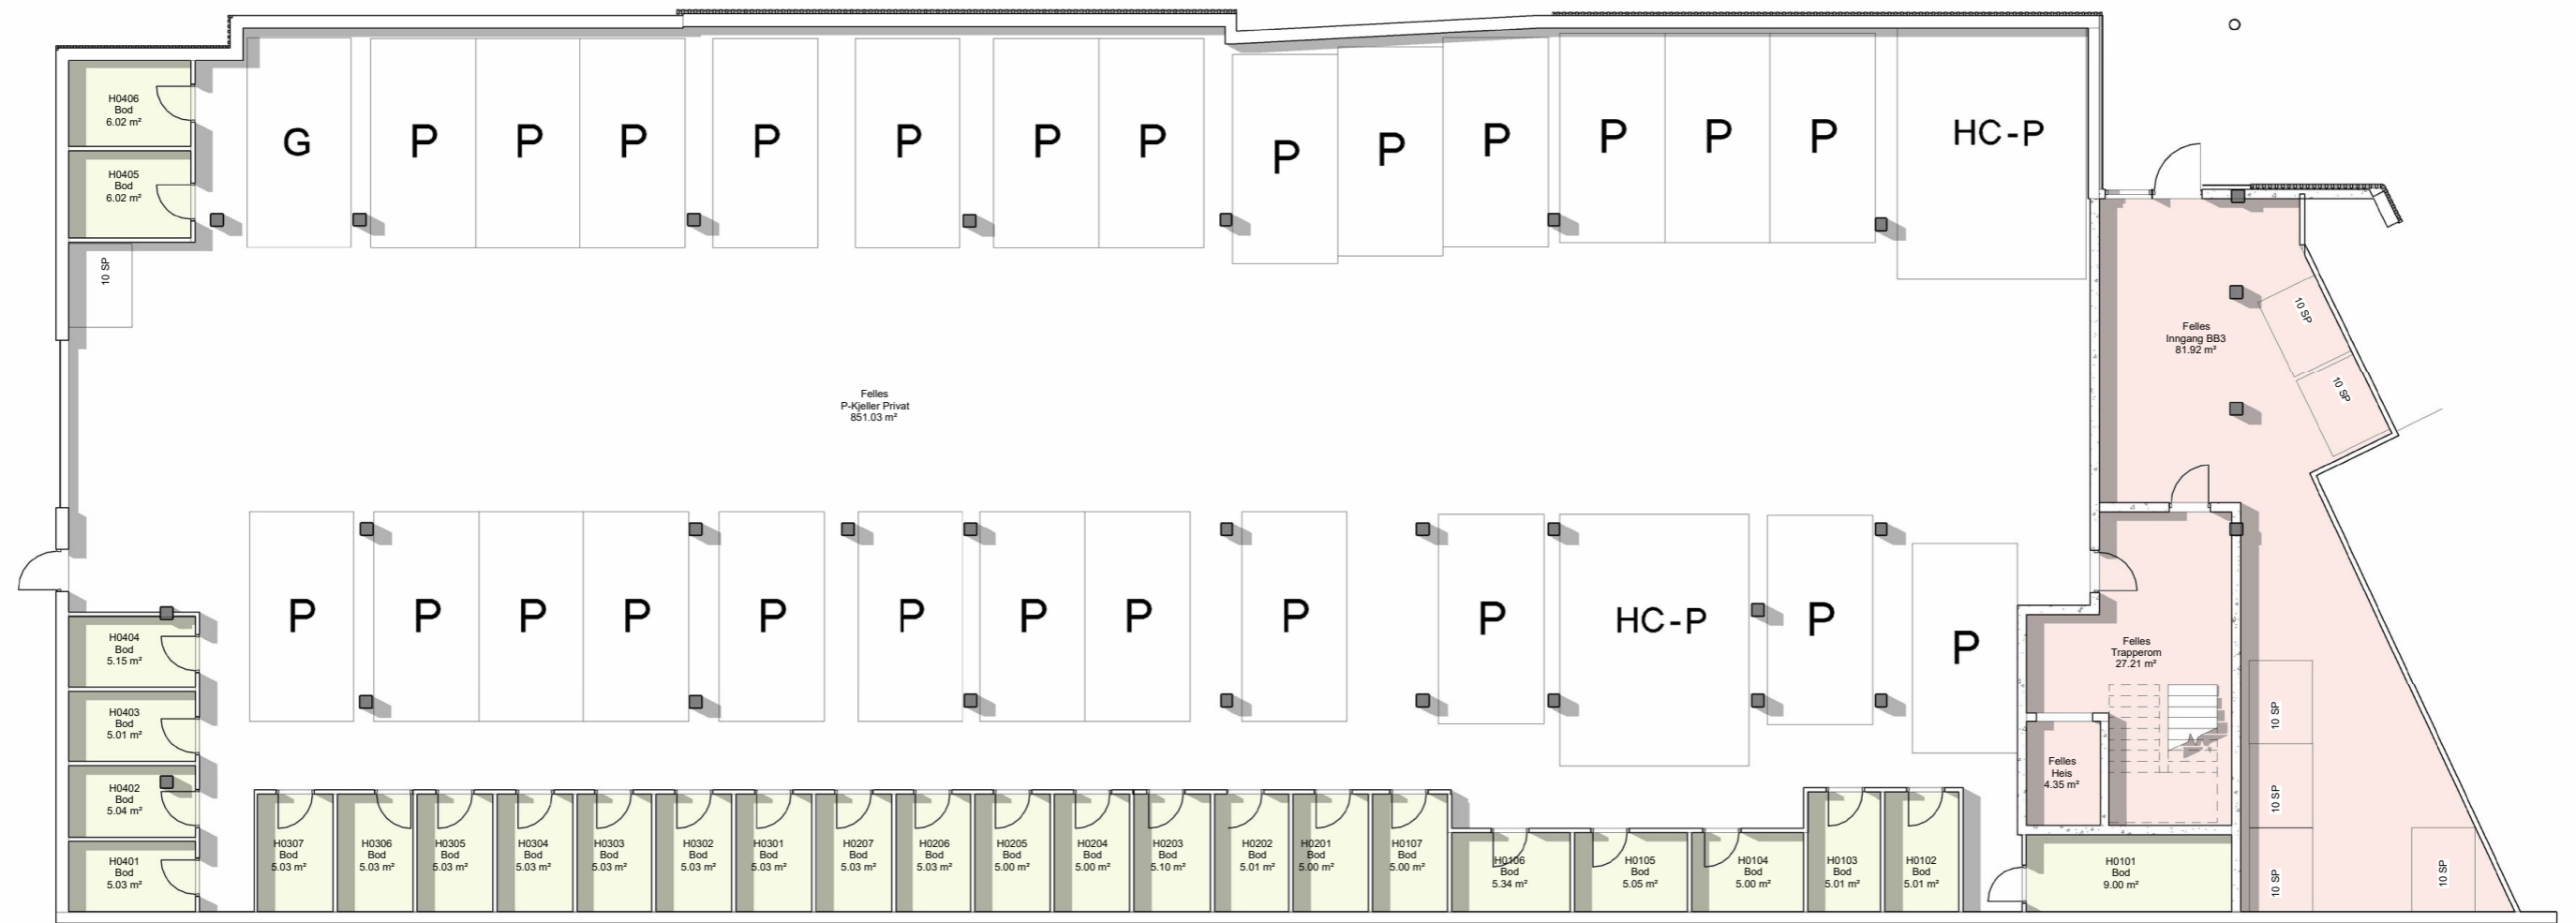 H0406
Bod
6.02 m²
G
P
P
P
P
P
P
P
P
P
P
P
P
P
HC-P
H0405
Bod
6.02 m²
10 SP
Felles
Inngang BB3
81.92 m²
10 SP
10 SP
Felles
P-Kjeller Privat
851.03 m²
P
P
P
P
P
P
P
P
P
P
HC-P
P
P
H0404
Bod
5.15 m²
H0403
Bod
5.01 m²
H0402
Bod
5.04 m²
H0401
Bod
5.03 m²
Felles
Trapperom
27.21 m²
Felles
Heis
4.35 m²
10 SP
10 SP
10 SP
10 SP
H0307
Bod
5.03 m²
H0306
Bod
5.03 m²
H0305
Bod
5.03 m²
H0304
Bod
5.03 m²
H0303
Bod
5.03 m²
H0302
Bod
5.03 m²
H0301
Bod
5.03 m²
H0207
Bod
5.03 m²
H0206
Bod
5.03 m²
H0205
Bod
5.00 m²
H0204
Bod
5.00 m²
H0203
Bod
5.10 m²
H0202
Bod
5.01 m²
H0201
Bod
5.00 m²
H0107
Bod
5.00 m²
H0106
Bod
5.34 m²
H0105
Bod
5.05 m²
H0104
Bod
5.00 m²
H0103
Bod
5.01 m²
H0102
Bod
5.01 m²
H0101
Bod
9.00 m²